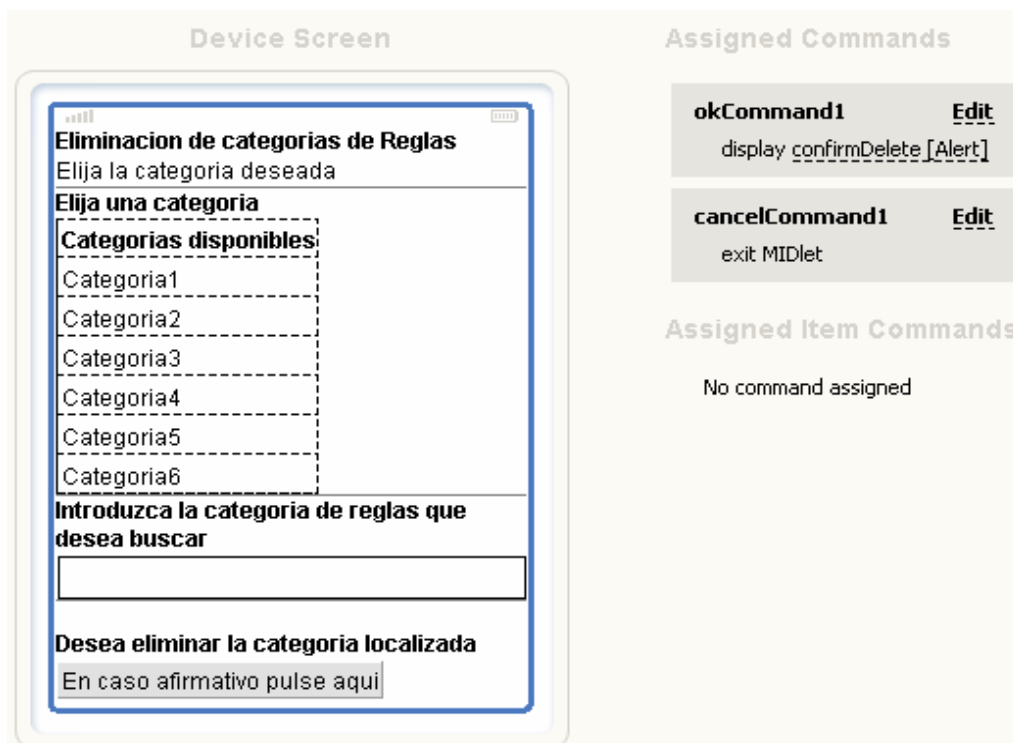 Device Screen
Eliminacion de categorias de Reglas
Elija la categoria deseada
Elija una categoria
Categorias disponibles
Categoria1
Categoria2
Categoria3
Categoria4
Categoria5
Categoria6
Introduzca la categoria de reglas que
desea buscar
Desea eliminar la categoria localizada
En caso afirmativo pulse aqui
Assigned Commands
okCommand1 Edit
display confirmDelete [Alert]
cancelCommand1 Edit
exit MIDlet
Assigned Item Commands
No command assigned